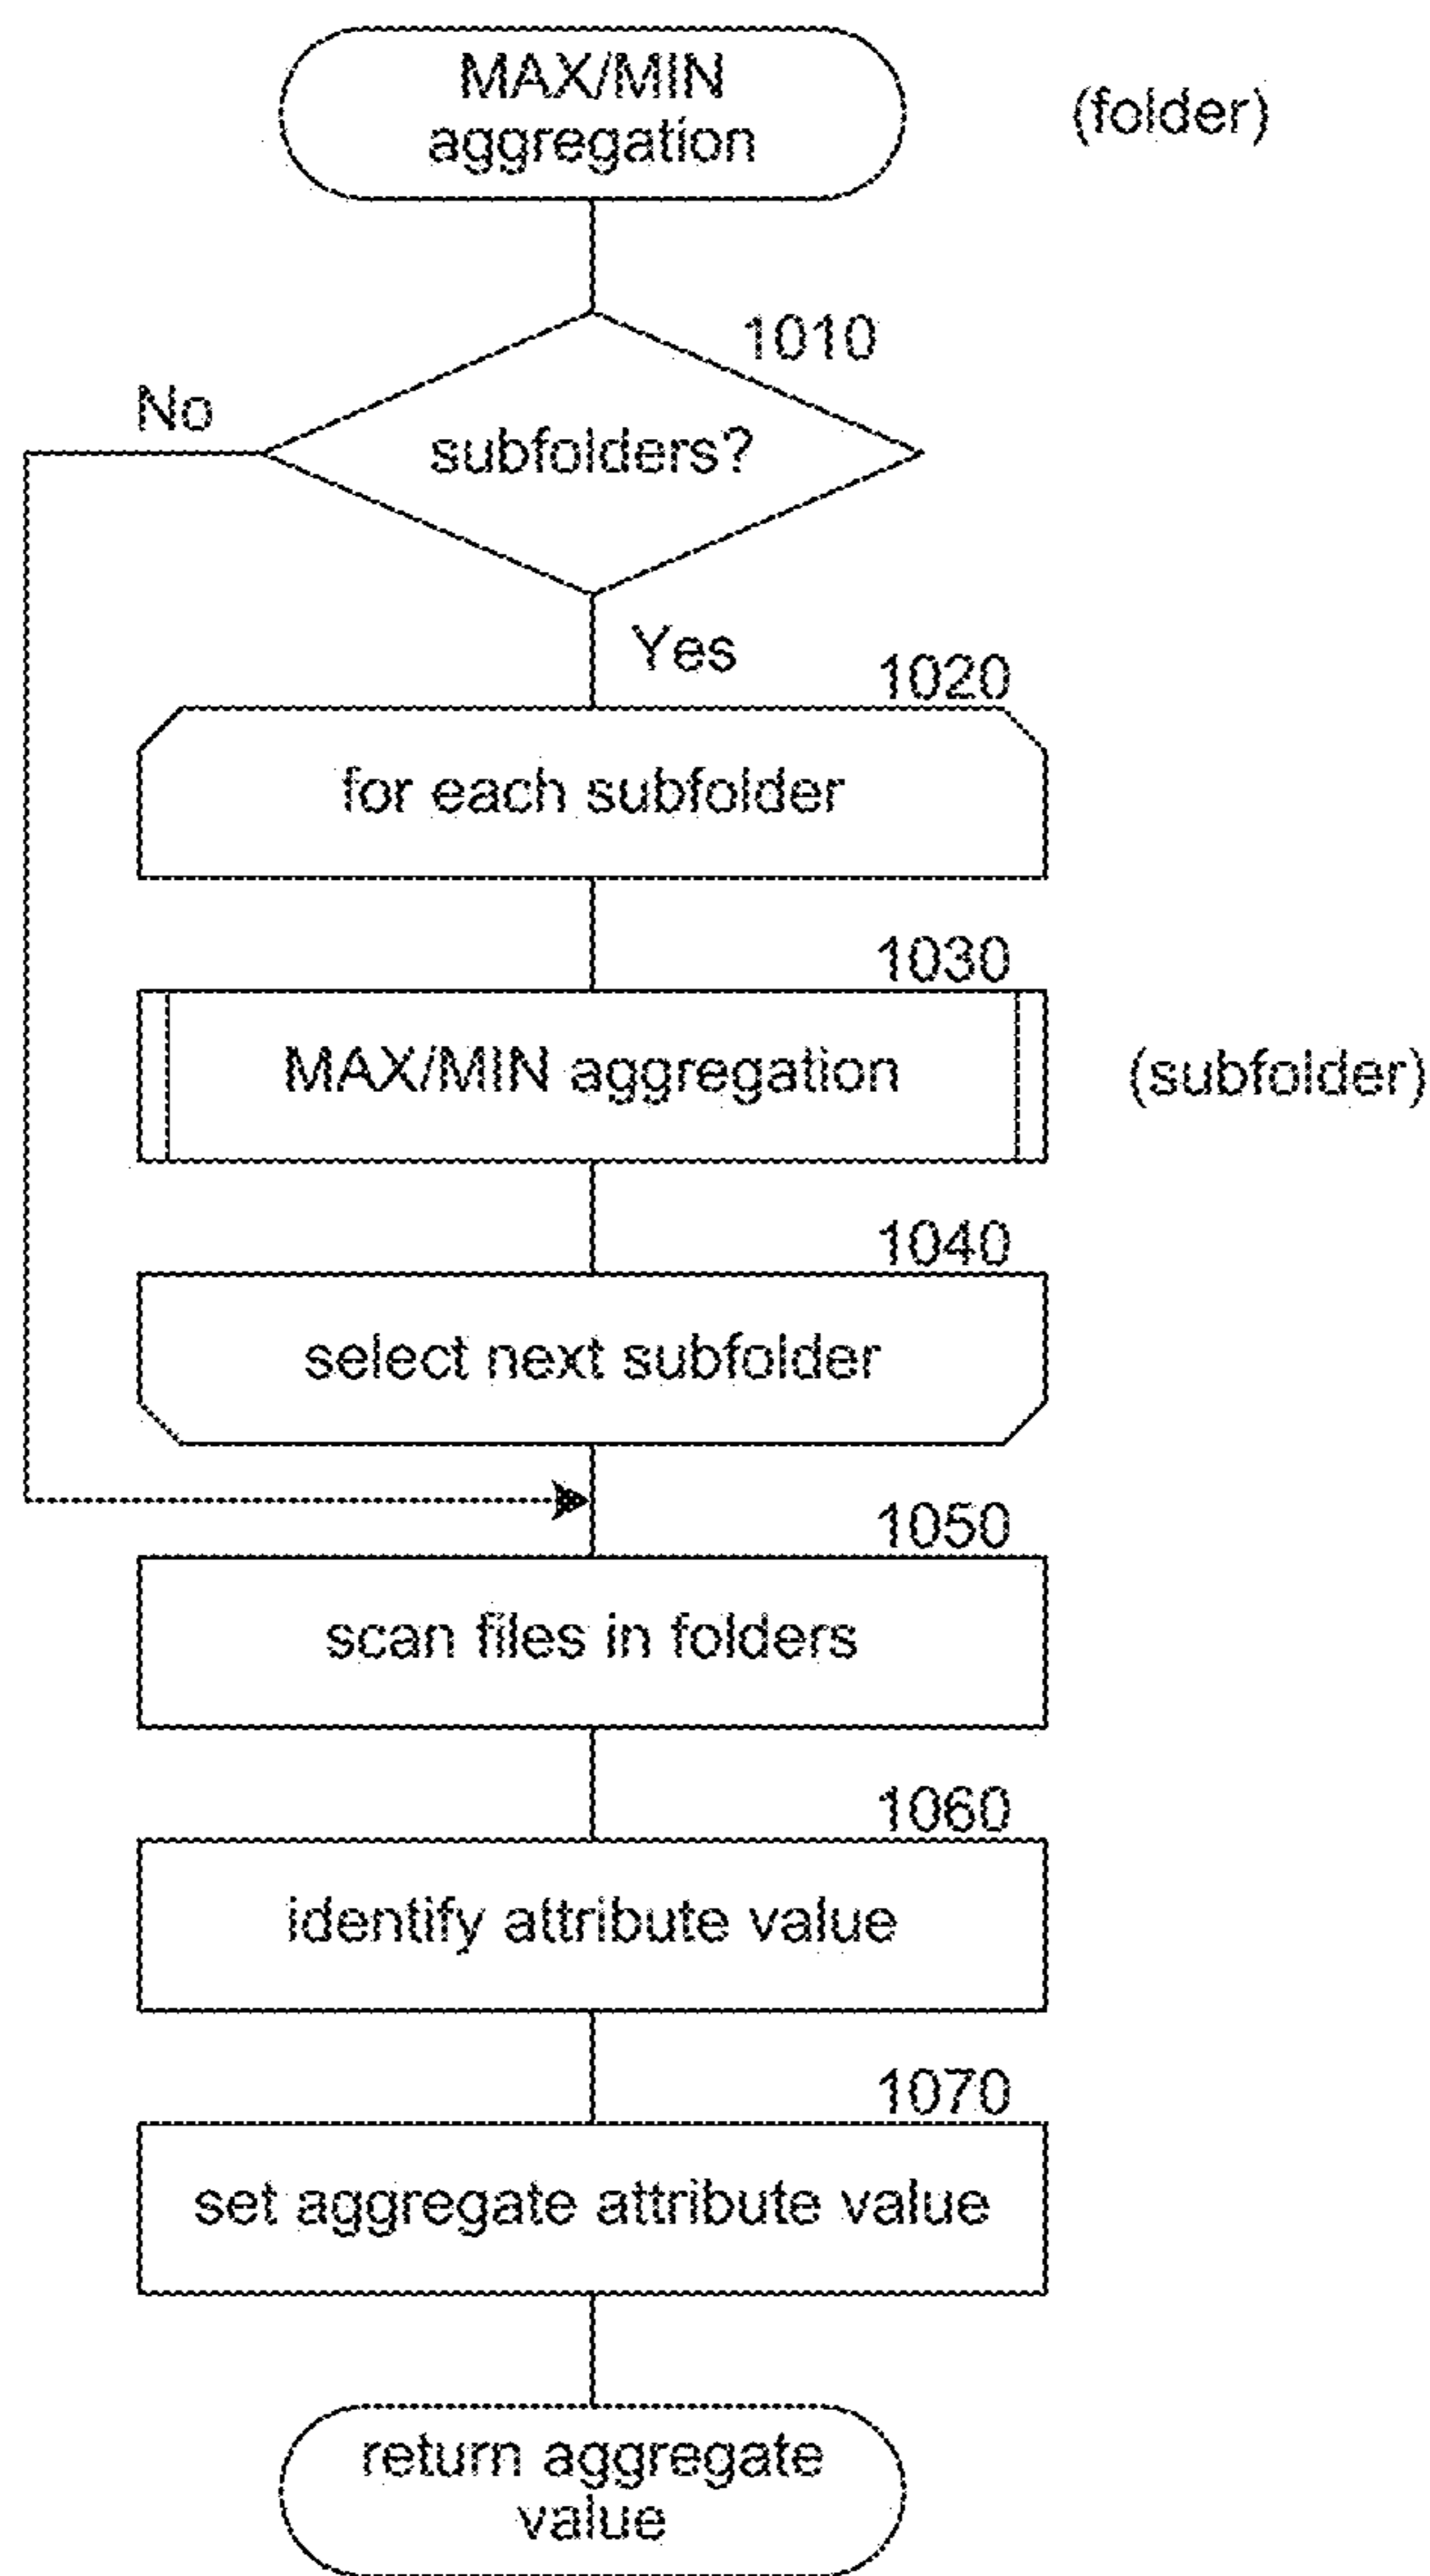 MAX/MIN
aggregation
(folder)
1010
No
subfolders?
Yes
1020
for each subfolder
1030
MAX/MIN aggregation
(subfolder)
1040
select next subfolder
1050
scan files in folders
1060
identify attribute value
1070
set aggregate attribute value
return aggregate
value